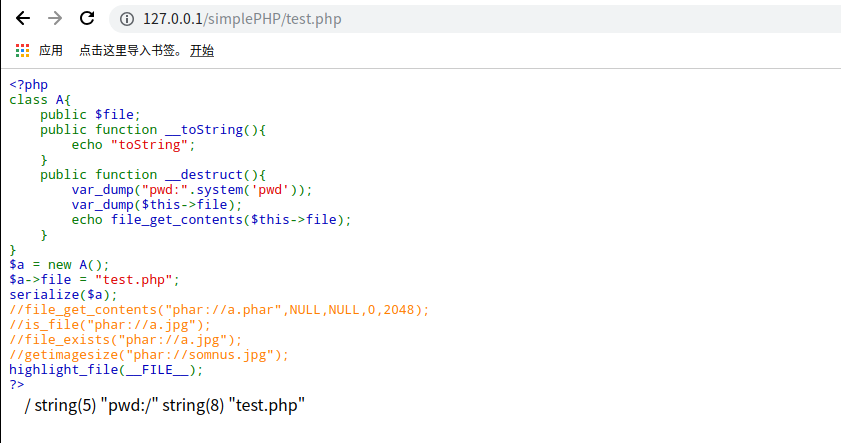 127.0.0.1/simplePHP/test.php
应用 点击这里导入书签。 开始
<?php
class A{
    public $file;
    public function __toString(){
        echo "toString";
    }
    public function __destruct(){
        var_dump("pwd:".system('pwd'));
        var_dump($this->file);
        echo file_get_contents($this->file);
    }
}
$a = new A();
$a->file = "test.php";
serialize($a);
//file_get_contents("phar://a.phar",NULL,NULL,0,2048);
//is_file("phar://a.jpg");
//file_exists("phar://a.jpg");
//getimagesize("phar://somnus.jpg");
highlight_file(__FILE__);
?>
/ string(5) "pwd:/" string(8) "test.php"